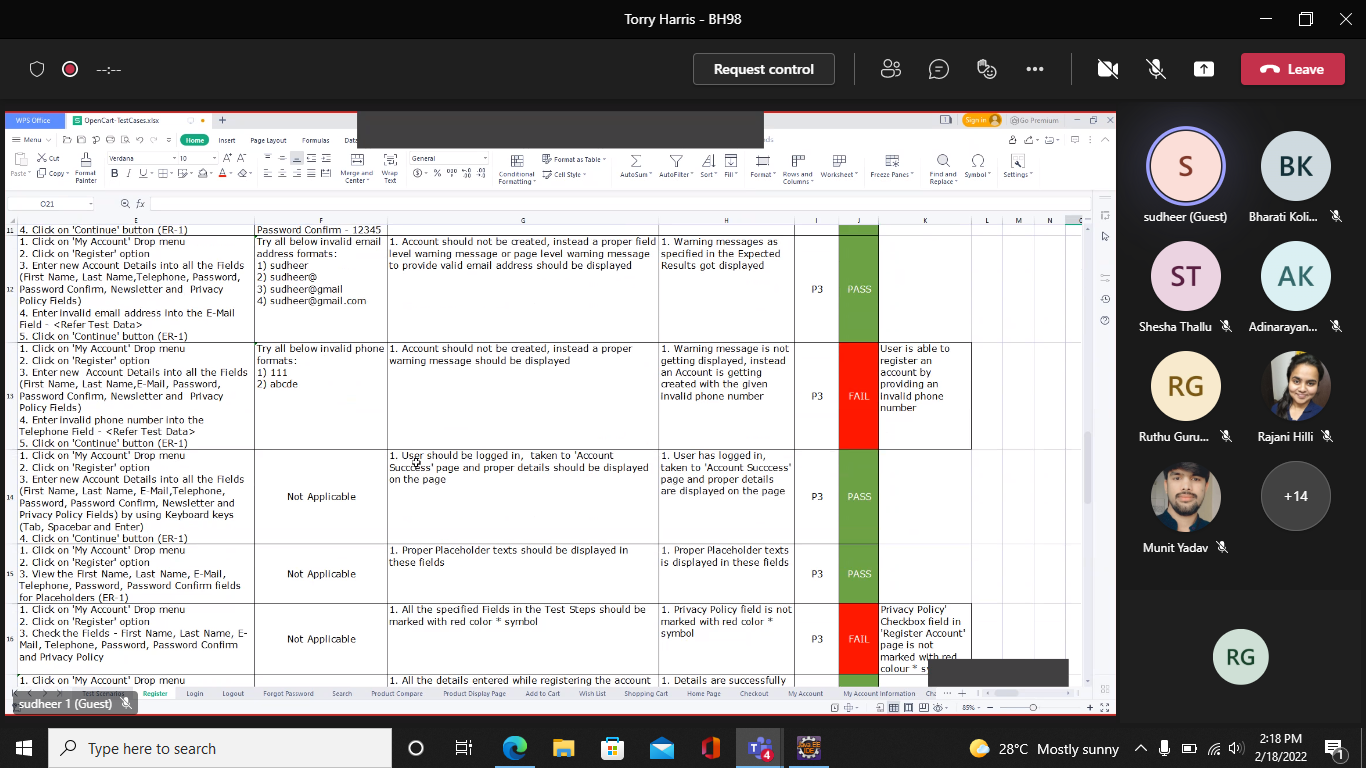 Torry Harris - BH98
--:--
Request control
Leave
WPS Office
OpenCart-TestCases.xlsx
Sign in
Go Premium
Menu
Home
Insert
Page Layout
Formulas
Paste
Cut
Copy
Format
Painter
Verdana
10
B I U
Merge and
Center
Wrap
Text
General
Conditional
Formatting
Format as Table
Cell Style
AutoSum
AutoFilter
Sort
Fill
Format
Rows and
Columns
Worksheet
Freeze Panes
Find and
Replace
Symbol
Settings
O21
fx
E F G H I J K L M N
11
4. Click on 'Continue' button (ER-1)
Password Confirm - 12345
12
1. Click on 'My Account' Drop menu
2. Click on 'Register' option
3. Enter new Account Details into all the Fields
(First Name, Last Name,Telephone, Password,
Password Confirm, Newsletter and Privacy
Policy Fields)
4. Enter invalid email address into the E-Mail
Field - <Refer Test Data>
5. Click on 'Continue' button (ER-1)
Try all below invalid email
address formats:
1) sudheer
2) sudheer@
3) sudheer@gmail
4) sudheer@gmail.com
1. Account should not be created, instead a proper field
level warning message or page level warning message
to provide valid email address should be displayed
1. Warning messages as
specified in the Expected
Results got displayed
P3
PASS
13
1. Click on 'My Account' Drop menu
2. Click on 'Register' option
3. Enter new Account Details into all the Fields
(First Name, Last Name,E-Mail, Password,
Password Confirm, Newsletter and Privacy
Policy Fields)
4. Enter invalid phone number into the
Telephone Field - <Refer Test Data>
5. Click on 'Continue' button (ER-1)
Try all below invalid phone
formats:
1) 111
2) abcde
1. Account should not be created, instead a proper
warning message should be displayed
1. Warning message is not
getting displayed, instead
an Account is getting
created with the given
invalid phone number
P3
FAIL
User is able to
register an
account by
providing an
invalid phone
number
14
1. Click on 'My Account' Drop menu
2. Click on 'Register' option
3. Enter new Account Details into all the Fields
(First Name, Last Name, E-Mail,Telephone,
Password, Password Confirm, Newsletter and
Privacy Policy Fields) by using Keyboard keys
(Tab, Spacebar and Enter)
4. Click on 'Continue' button (ER-1)
Not Applicable
1. User should be logged in, taken to 'Account
Succcess' page and proper details should be displayed
on the page
1. User has logged in,
taken to 'Account Succcess'
page and proper details
are displayed on the page
P3
PASS
15
1. Click on 'My Account' Drop menu
2. Click on 'Register' option
3. View the First Name, Last Name, E-Mail,
Telephone, Password, Password Confirm fields
for Placeholders (ER-1)
Not Applicable
1. Proper Placeholder texts should be displayed in
these fields
1. Proper Placeholder texts
is displayed in these fields
P3
PASS
16
1. Click on 'My Account' Drop menu
2. Click on 'Register' option
3. Check the Fields - First Name, Last Name, E-
Mail, Telephone, Password, Password Confirm
and Privacy Policy
Not Applicable
1. All the specified Fields in the Test Steps should be
marked with red color * symbol
1. Privacy Policy field is not
marked with red color *
symbol
P3
FAIL
Privacy Policy'
Checkbox field in
'Register Account'
page is not
marked with red
colour *
1. Click on 'My Account' Drop menu
1. All the details entered while registering the account
1. Details are successfully
Test Scenarios
Register
Login
Logout
Forgot Password
Search
Product Compare
Product Display Page
Add to Cart
Wish List
Shopping Cart
Home Page
Checkout
My Account
My Account Information
85%
sudheer 1 (Guest)
S
sudheer (Guest)
BK
Bharati Koli...
ST
Shesha Thallu
AK
Adinarayan...
RG
Ruthu Guru...
Rajani Hilli
Munit Yadav
+14
RG
Type here to search
4
28°C Mostly sunny
2:18 PM
2/18/2022
1